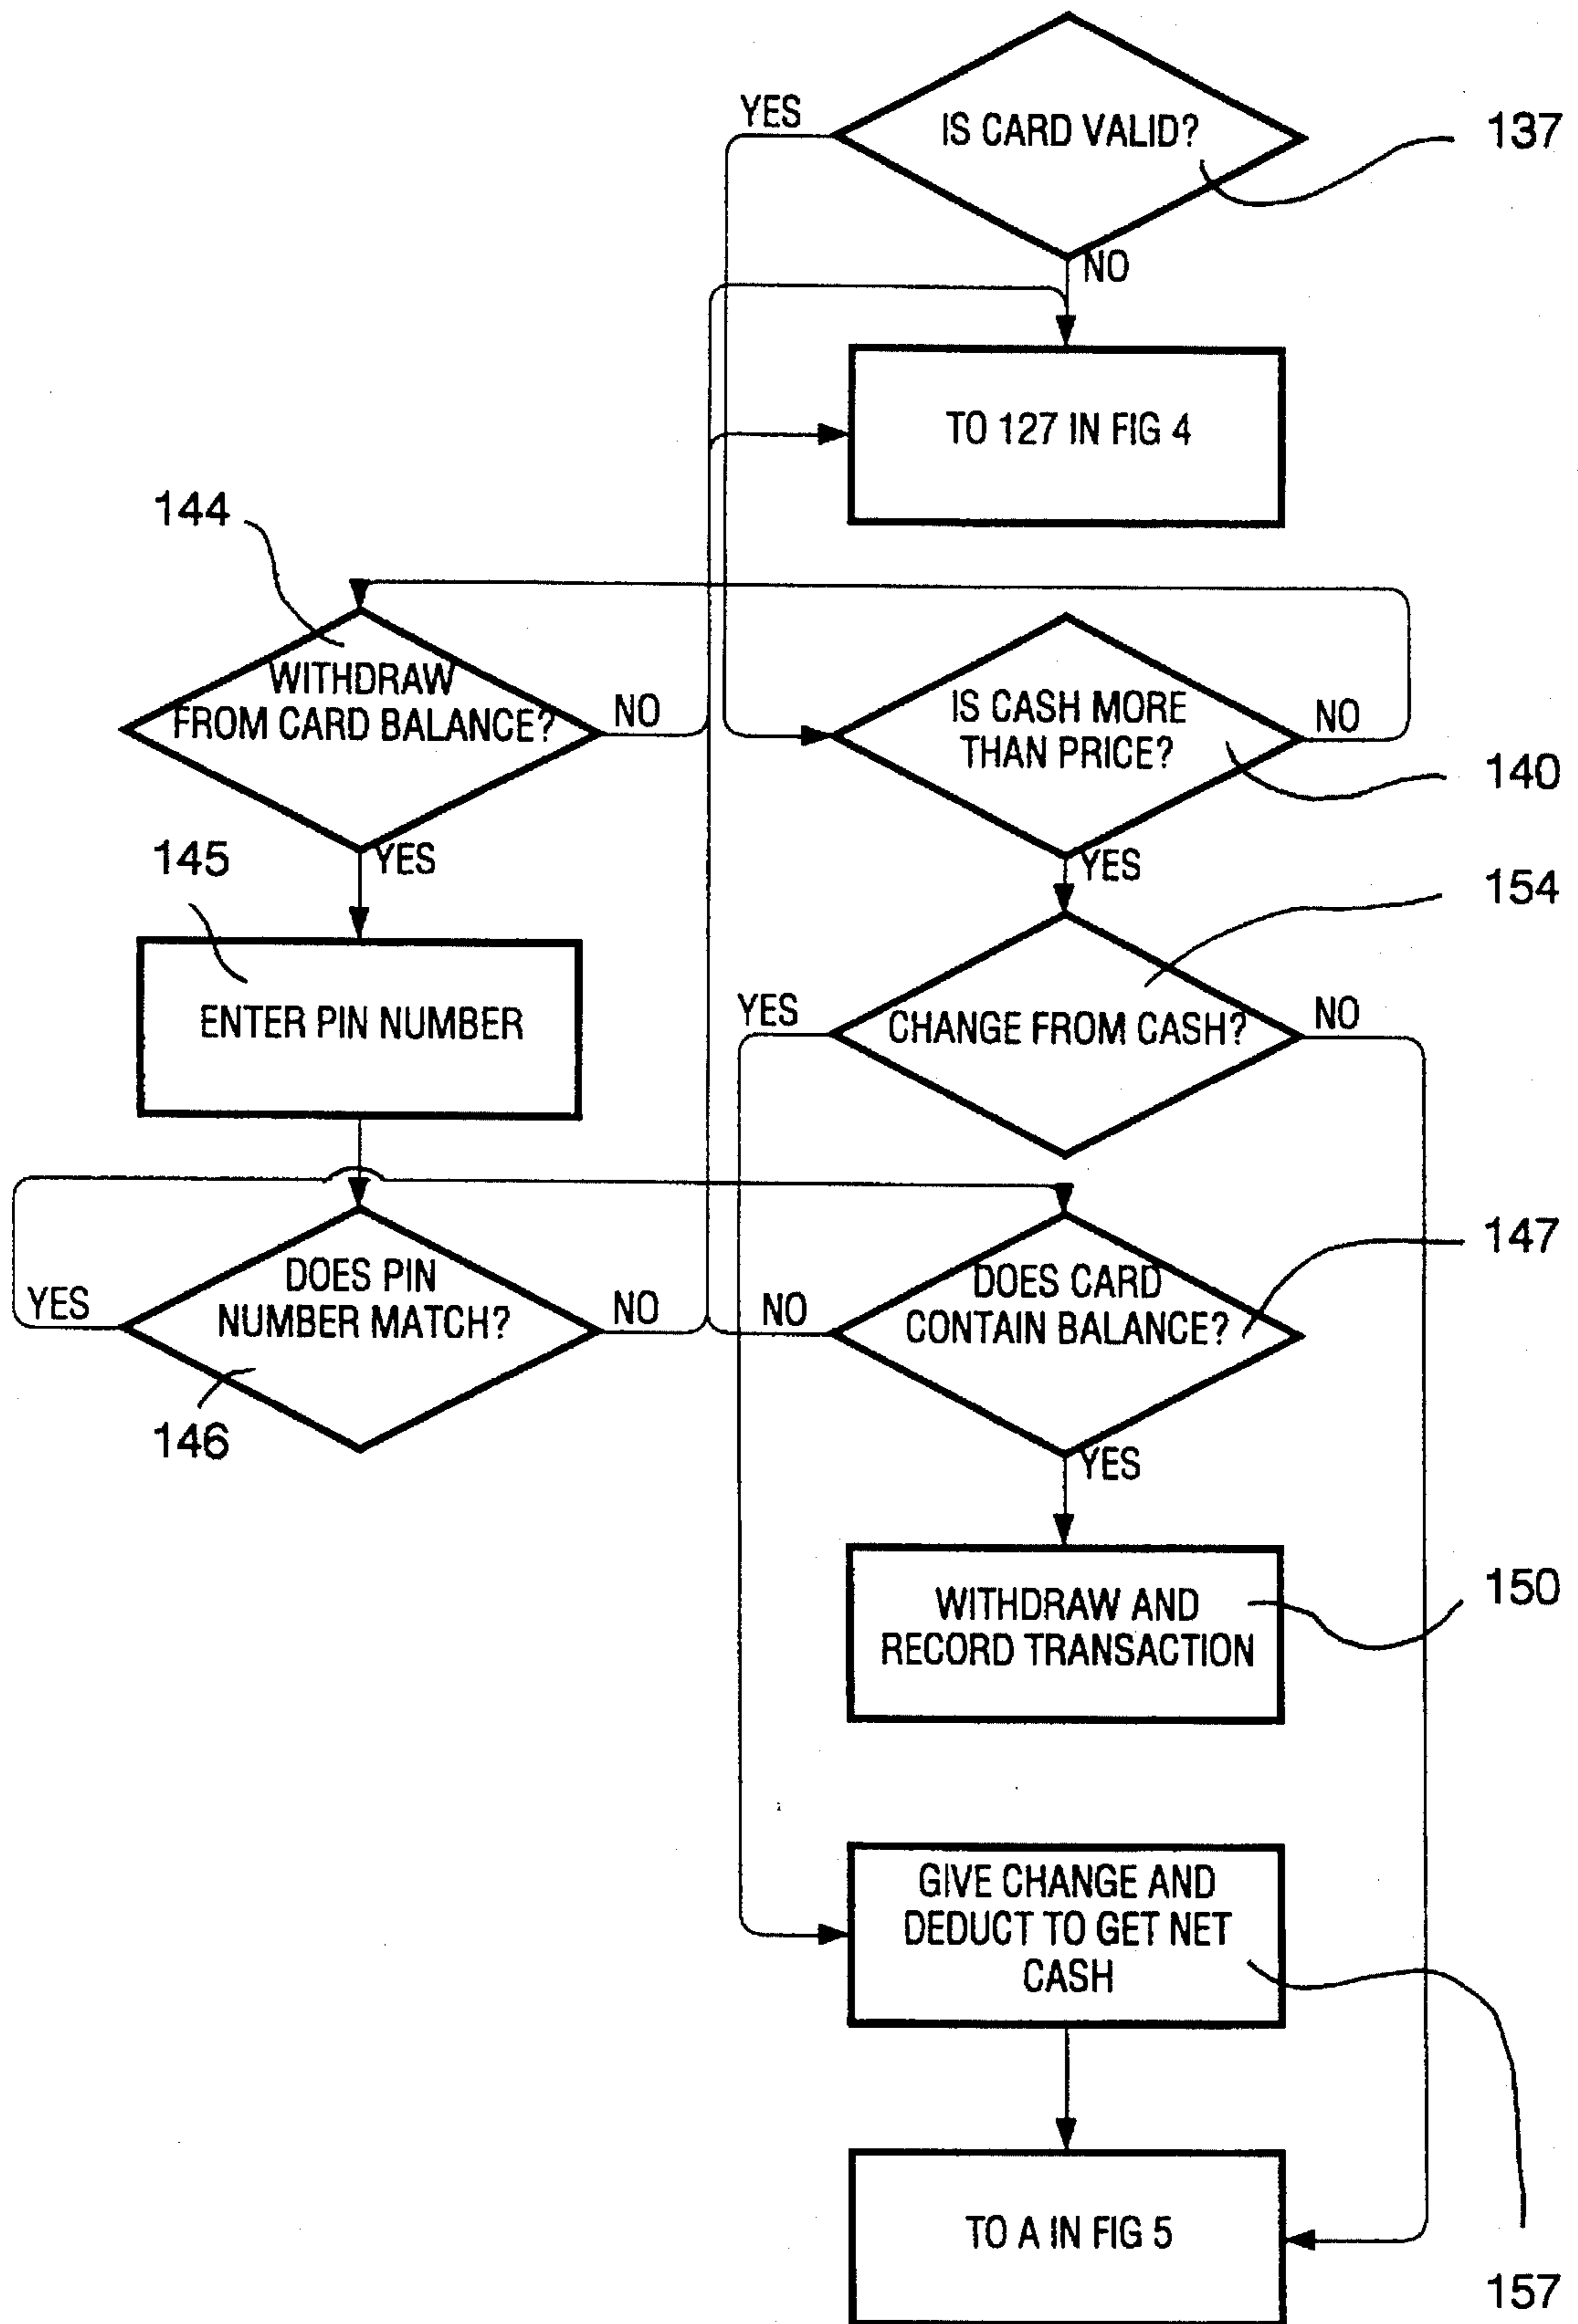 YES
IS CARD VALID?
137
NO
TO 127 IN FIG 4
144
WITHDRAW
FROM CARD BALANCE?
NO
YES
IS CASH MORE
THAN PRICE?
NO
140
YES
145
ENTER PIN NUMBER
154
YES
CHANGE FROM CASH?
NO
YES
DOES PIN
NUMBER MATCH?
NO
146
NO
DOES CARD
CONTAIN BALANCE?
147
YES
WITHDRAW AND
RECORD TRANSACTION
150
GIVE CHANGE AND
DEDUCT TO GET NET
CASH
TO A IN FIG 5
157